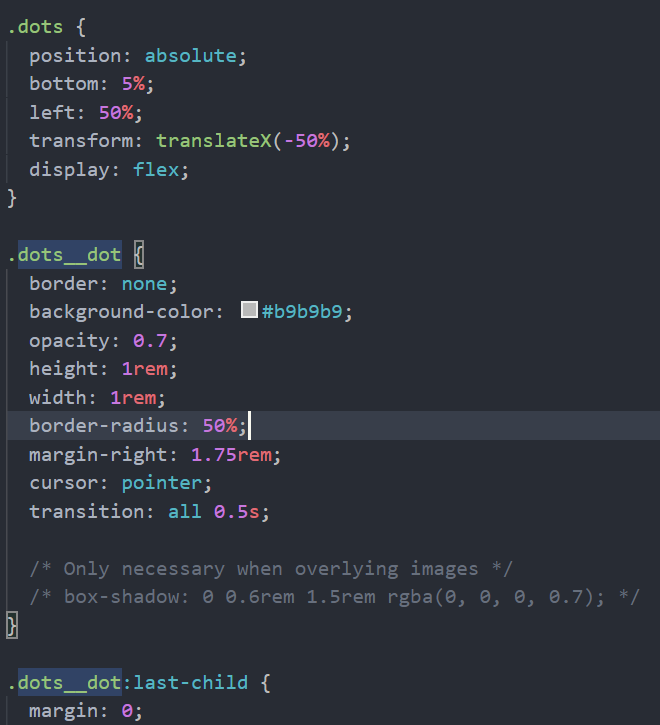 .dots {
  position: absolute;
  bottom: 5%;
  left: 50%;
  transform: translateX(-50%);
  display: flex;
}

.dots__dot {
  border: none;
  background-color: #b9b9b9;
  opacity: 0.7;
  height: 1rem;
  width: 1rem;
  border-radius: 50%;
  margin-right: 1.75rem;
  cursor: pointer;
  transition: all 0.5s;

  /* Only necessary when overlying images */
  /* box-shadow: 0 0.6rem 1.5rem rgba(0, 0, 0, 0.7); */
}

.dots__dot:last-child {
  margin: 0;